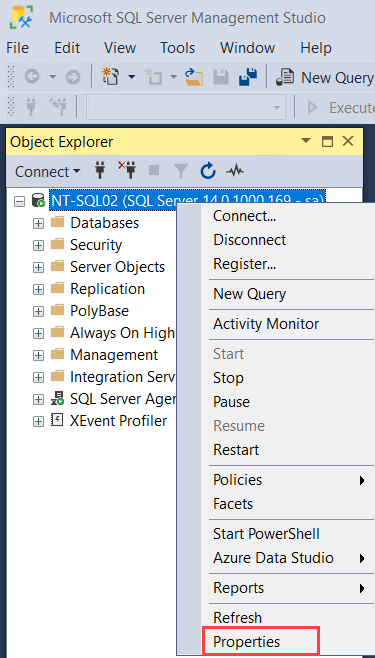 Microsoft SQL Server Management Studio
File Edit View Tools Window Help
New Query
Execute
Object Explorer
Connect
NT-SQL02 (SQL Server 14.0.1000.169 - sa)
Databases
Security
Server Objects
Replication
PolyBase
Always On High
Management
Integration Serv
SQL Server Agen
XEvent Profiler
Connect...
Disconnect
Register...
New Query
Activity Monitor
Start
Stop
Pause
Resume
Restart
Policies
Facets
Start PowerShell
Azure Data Studio
Reports
Refresh
Properties